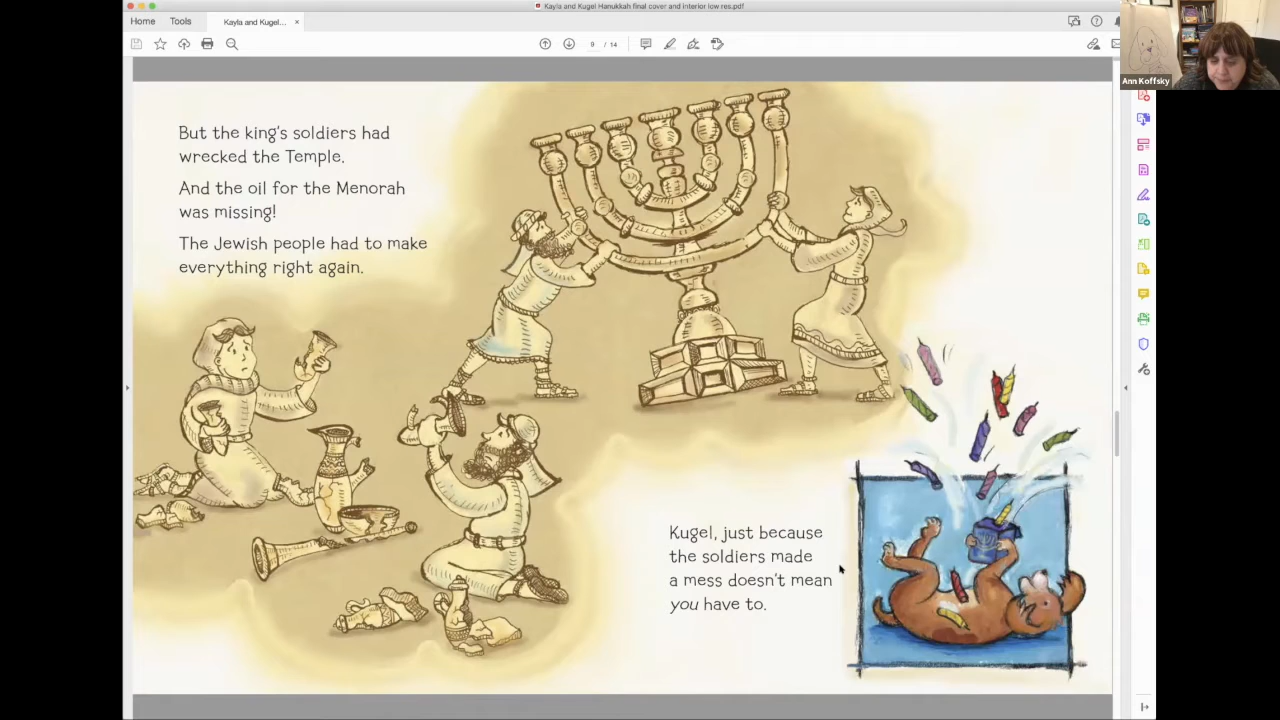 Kayla and Kugel Hanukkah final cover and interior low res.pdf
Home
Tools
Kayla and Kugel...
9 / 14
Ann Koffsky
But the king's soldiers had
wrecked the Temple.
And the oil for the Menorah
was missing!
The Jewish people had to make
everything right again.
Kugel, just because
the soldiers made
a mess doesn't mean
you have to.